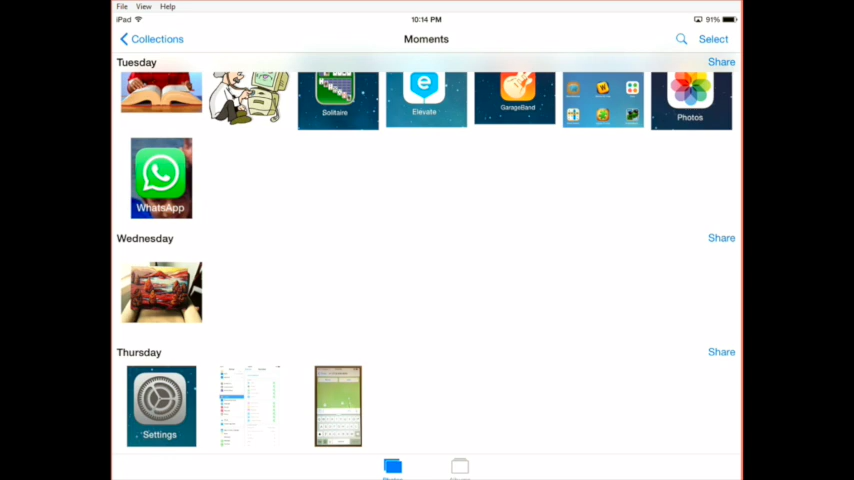 File View Help
iPad 10:14 PM 91%
Collections Moments Select
Tuesday Share
Solitaire Elevate GarageBand Photos
WhatsApp
Wednesday Share
Thursday Share
Settings